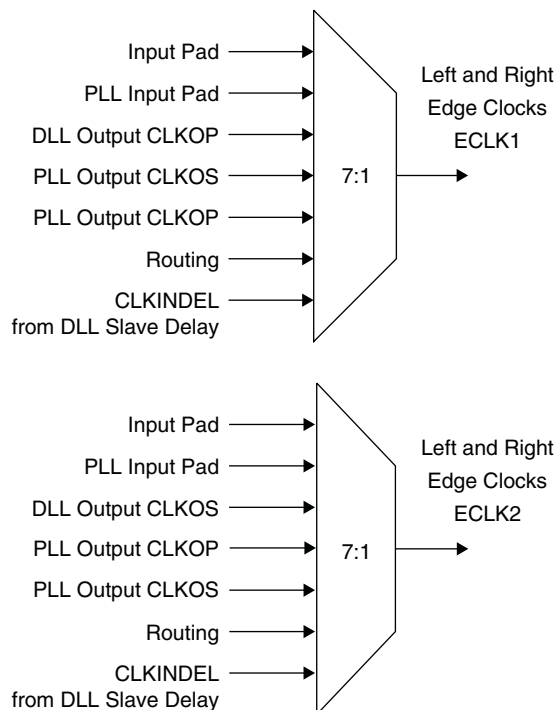 Input Pad
PLL Input Pad
DLL Output CLKOP
PLL Output CLKOS
PLL Output CLKOP
Routing
CLKINDEL
from DLL Slave Delay
7:1
Left and Right
Edge Clocks
ECLK1
Input Pad
PLL Input Pad
DLL Output CLKOS
PLL Output CLKOP
PLL Output CLKOS
Routing
CLKINDEL
from DLL Slave Delay
7:1
Left and Right
Edge Clocks
ECLK2